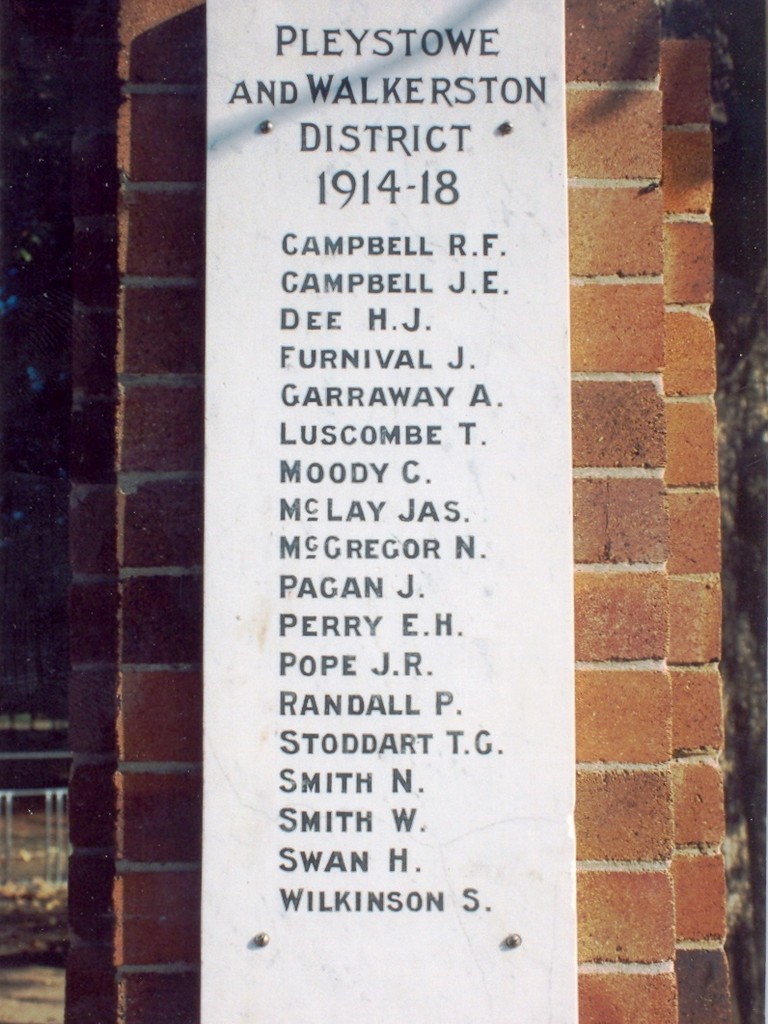 PLEYSTOWE
AND WALKERSTON
DISTRICT
1914-18
CAMPBELL R.F.
CAMPBELL J.E.
DEE H.J.
FURNIVAL J.
GARRAWAY A.
LUSCOMBE T.
MOODY C.
McLAY JAS.
McGREGOR N.
PAGAN J.
PERRY E.H.
POPE J.R.
RANDALL P.
STODDART T.G.
SMITH N.
SMITH W.
SWAN H.
WILKINSON S.